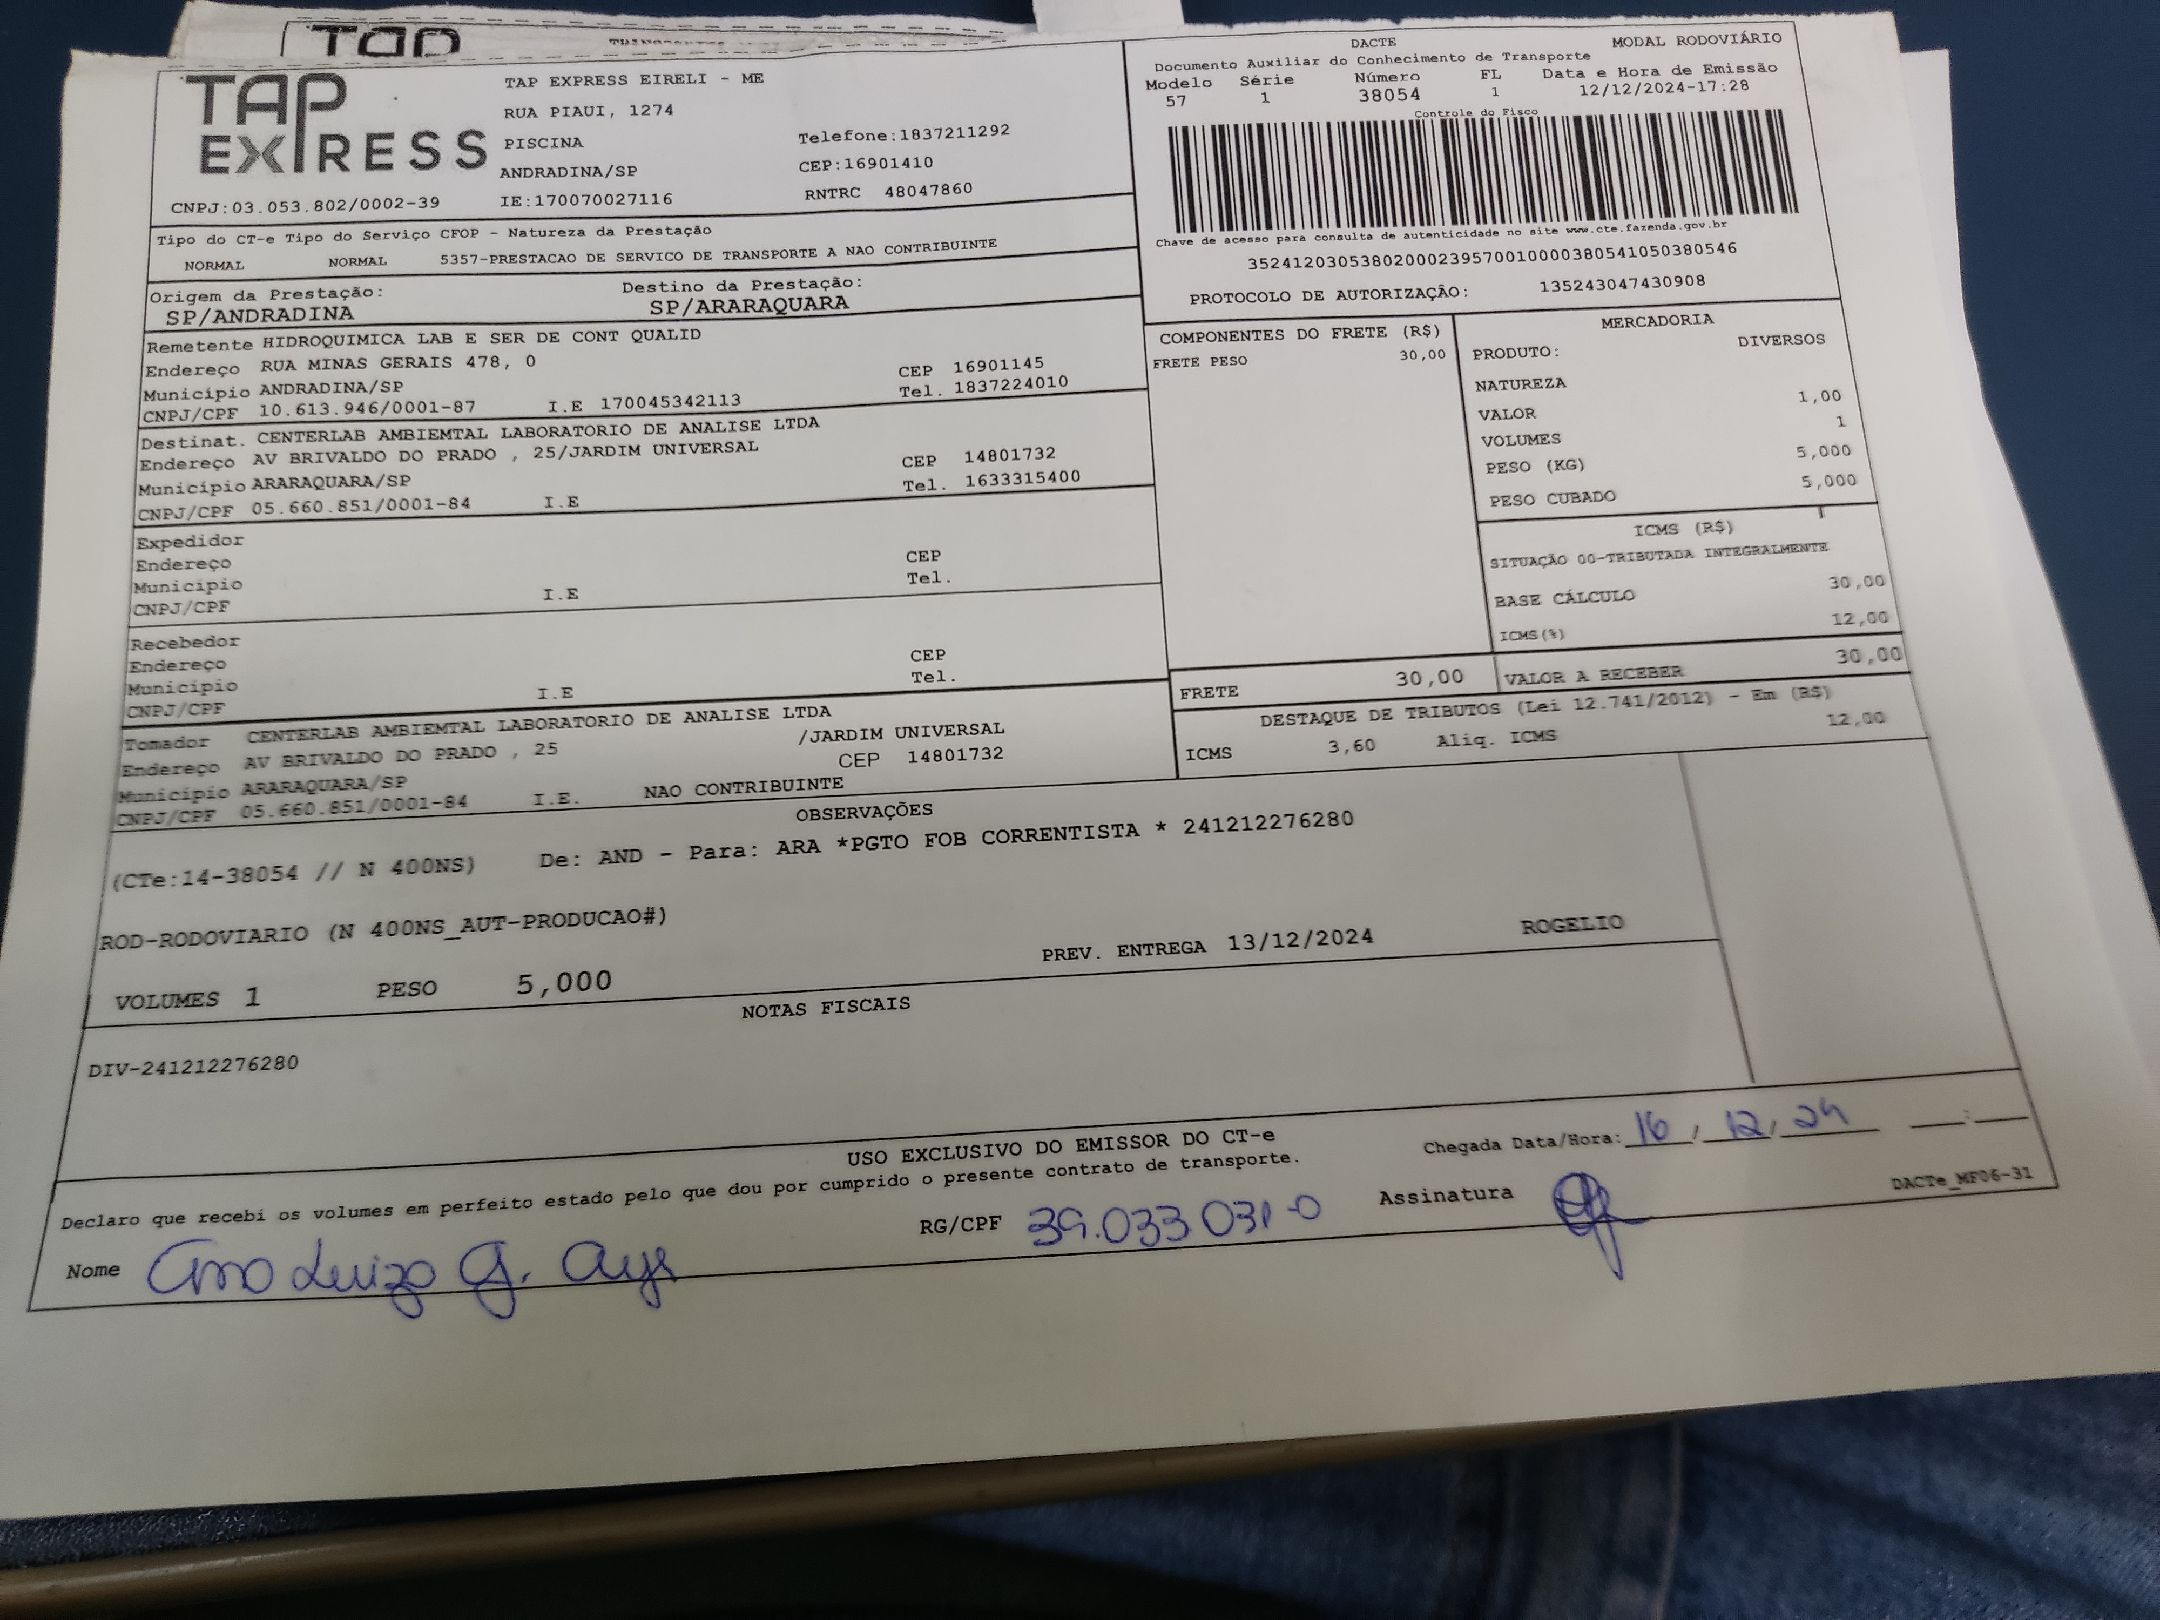 TAP
TAP EXPRESS
TAP EXPRESS EIRELI - ME
RUA PIAUI, 1274
PISCINA Telefone:1837211292
ANDRADINA/SP CEP:16901410
CNPJ:03.053.802/0002-39 IE:170070027116 RNTRC 48047860
DACTE MODAL RODOVIÁRIO
Documento Auxiliar do Conhecimento de Transporte
Modelo Série Número FL Data e Hora de Emissão
57 1 38054 1 12/12/2024-17:28
Controle do Fisco
Chave de acesso para consulta de autenticidade no site www.cte.fazenda.gov.br
35241203053802000239570010000380541050380546
PROTOCOLO DE AUTORIZAÇÃO: 135243047430908
Tipo do CT-e Tipo do Serviço CFOP - Natureza da Prestação
NORMAL NORMAL 5357-PRESTACAO DE SERVICO DE TRANSPORTE A NAO CONTRIBUINTE
Origem da Prestação: Destino da Prestação:
SP/ANDRADINA SP/ARARAQUARA
Remetente HIDROQUIMICA LAB E SER DE CONT QUALID
Endereço RUA MINAS GERAIS 478, 0 CEP 16901145
Município ANDRADINA/SP Tel. 1837224010
CNPJ/CPF 10.613.946/0001-87 I.E 170045342113
Destinat. CENTERLAB AMBIEMTAL LABORATORIO DE ANALISE LTDA
Endereço AV BRIVALDO DO PRADO , 25/JARDIM UNIVERSAL CEP 14801732
Município ARARAQUARA/SP Tel. 1633315400
CNPJ/CPF 05.660.851/0001-84 I.E
Expedidor
Endereço CEP
Município Tel.
CNPJ/CPF I.E
Recebedor
Endereço CEP
Município Tel.
CNPJ/CPF I.E
Tomador CENTERLAB AMBIEMTAL LABORATORIO DE ANALISE LTDA
Endereço AV BRIVALDO DO PRADO , 25 /JARDIM UNIVERSAL
Município ARARAQUARA/SP CEP 14801732
CNPJ/CPF 05.660.851/0001-84 I.E. NAO CONTRIBUINTE
COMPONENTES DO FRETE (R$)
FRETE PESO 30,00
MERCADORIA
PRODUTO: DIVERSOS
NATUREZA
VALOR 1,00
VOLUMES 1
PESO (KG) 5,000
PESO CUBADO 5,000
ICMS (R$)
SITUAÇÃO 00-TRIBUTADA INTEGRALMENTE
BASE CÁLCULO 30,00
ICMS(%) 12,00
FRETE 30,00 VALOR A RECEBER 30,00
DESTAQUE DE TRIBUTOS (Lei 12.741/2012) - Em (R$)
ICMS 3,60 Aliq. ICMS 12,00
OBSERVAÇÕES
(CTe:14-38054 // N 400NS) De: AND - Para: ARA *PGTO FOB CORRENTISTA * 241212276280
ROD-RODOVIARIO (N 400NS_AUT-PRODUCAO#)
VOLUMES 1 PESO 5,000 PREV. ENTREGA 13/12/2024 ROGELIO
NOTAS FISCAIS
DIV-241212276280
USO EXCLUSIVO DO EMISSOR DO CT-e
Declaro que recebi os volumes em perfeito estado pelo que dou por cumprido o presente contrato de transporte.
Chegada Data/Hora: 16 / 12 / 24 :
Nome Ana Luiza G. RG/CPF 39.033 031-0 Assinatura
DACTe_MF06-31